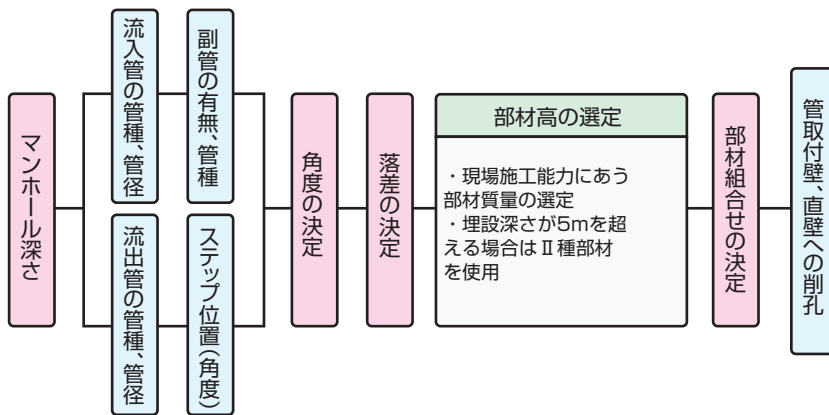 マンホール深さ
流入管の管種、管径
副管の有無、管種
流出管の管種、管径
ステップ位置(角度)
角度の決定
落差の決定
部材高の選定
・現場施工能力にあう
部材質量の選定
・埋設深さが5mを超
える場合はⅡ種部材
を使用
部材組合せの決定
管取付壁、直壁への削孔